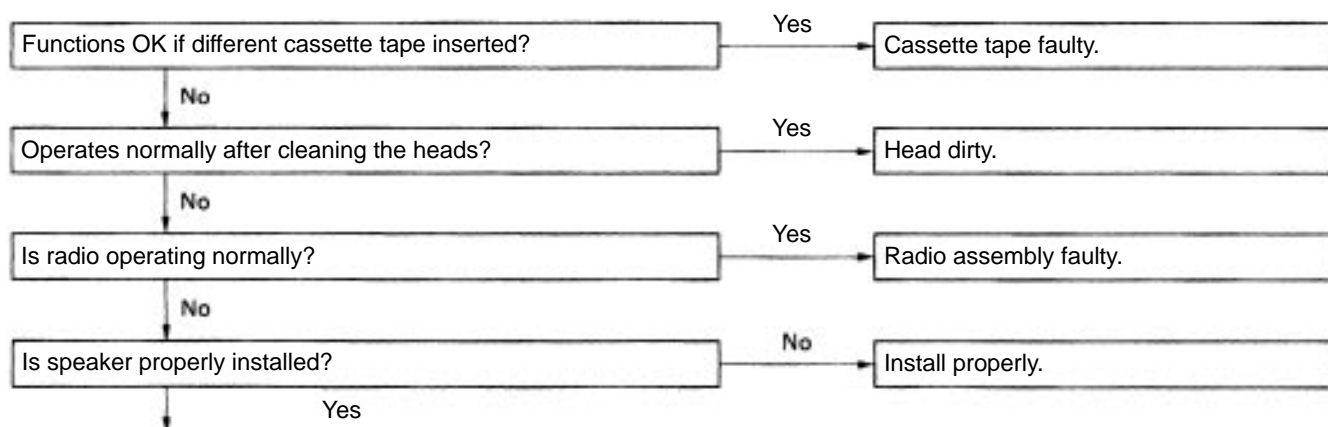 Yes
Functions OK if different cassette tape inserted?
Cassette tape faulty.
No
Yes
Operates normally after cleaning the heads?
Head dirty.
No
Yes
Is radio operating normally?
Radio assembly faulty.
No
No
Is speaker properly installed?
Install properly.
Yes